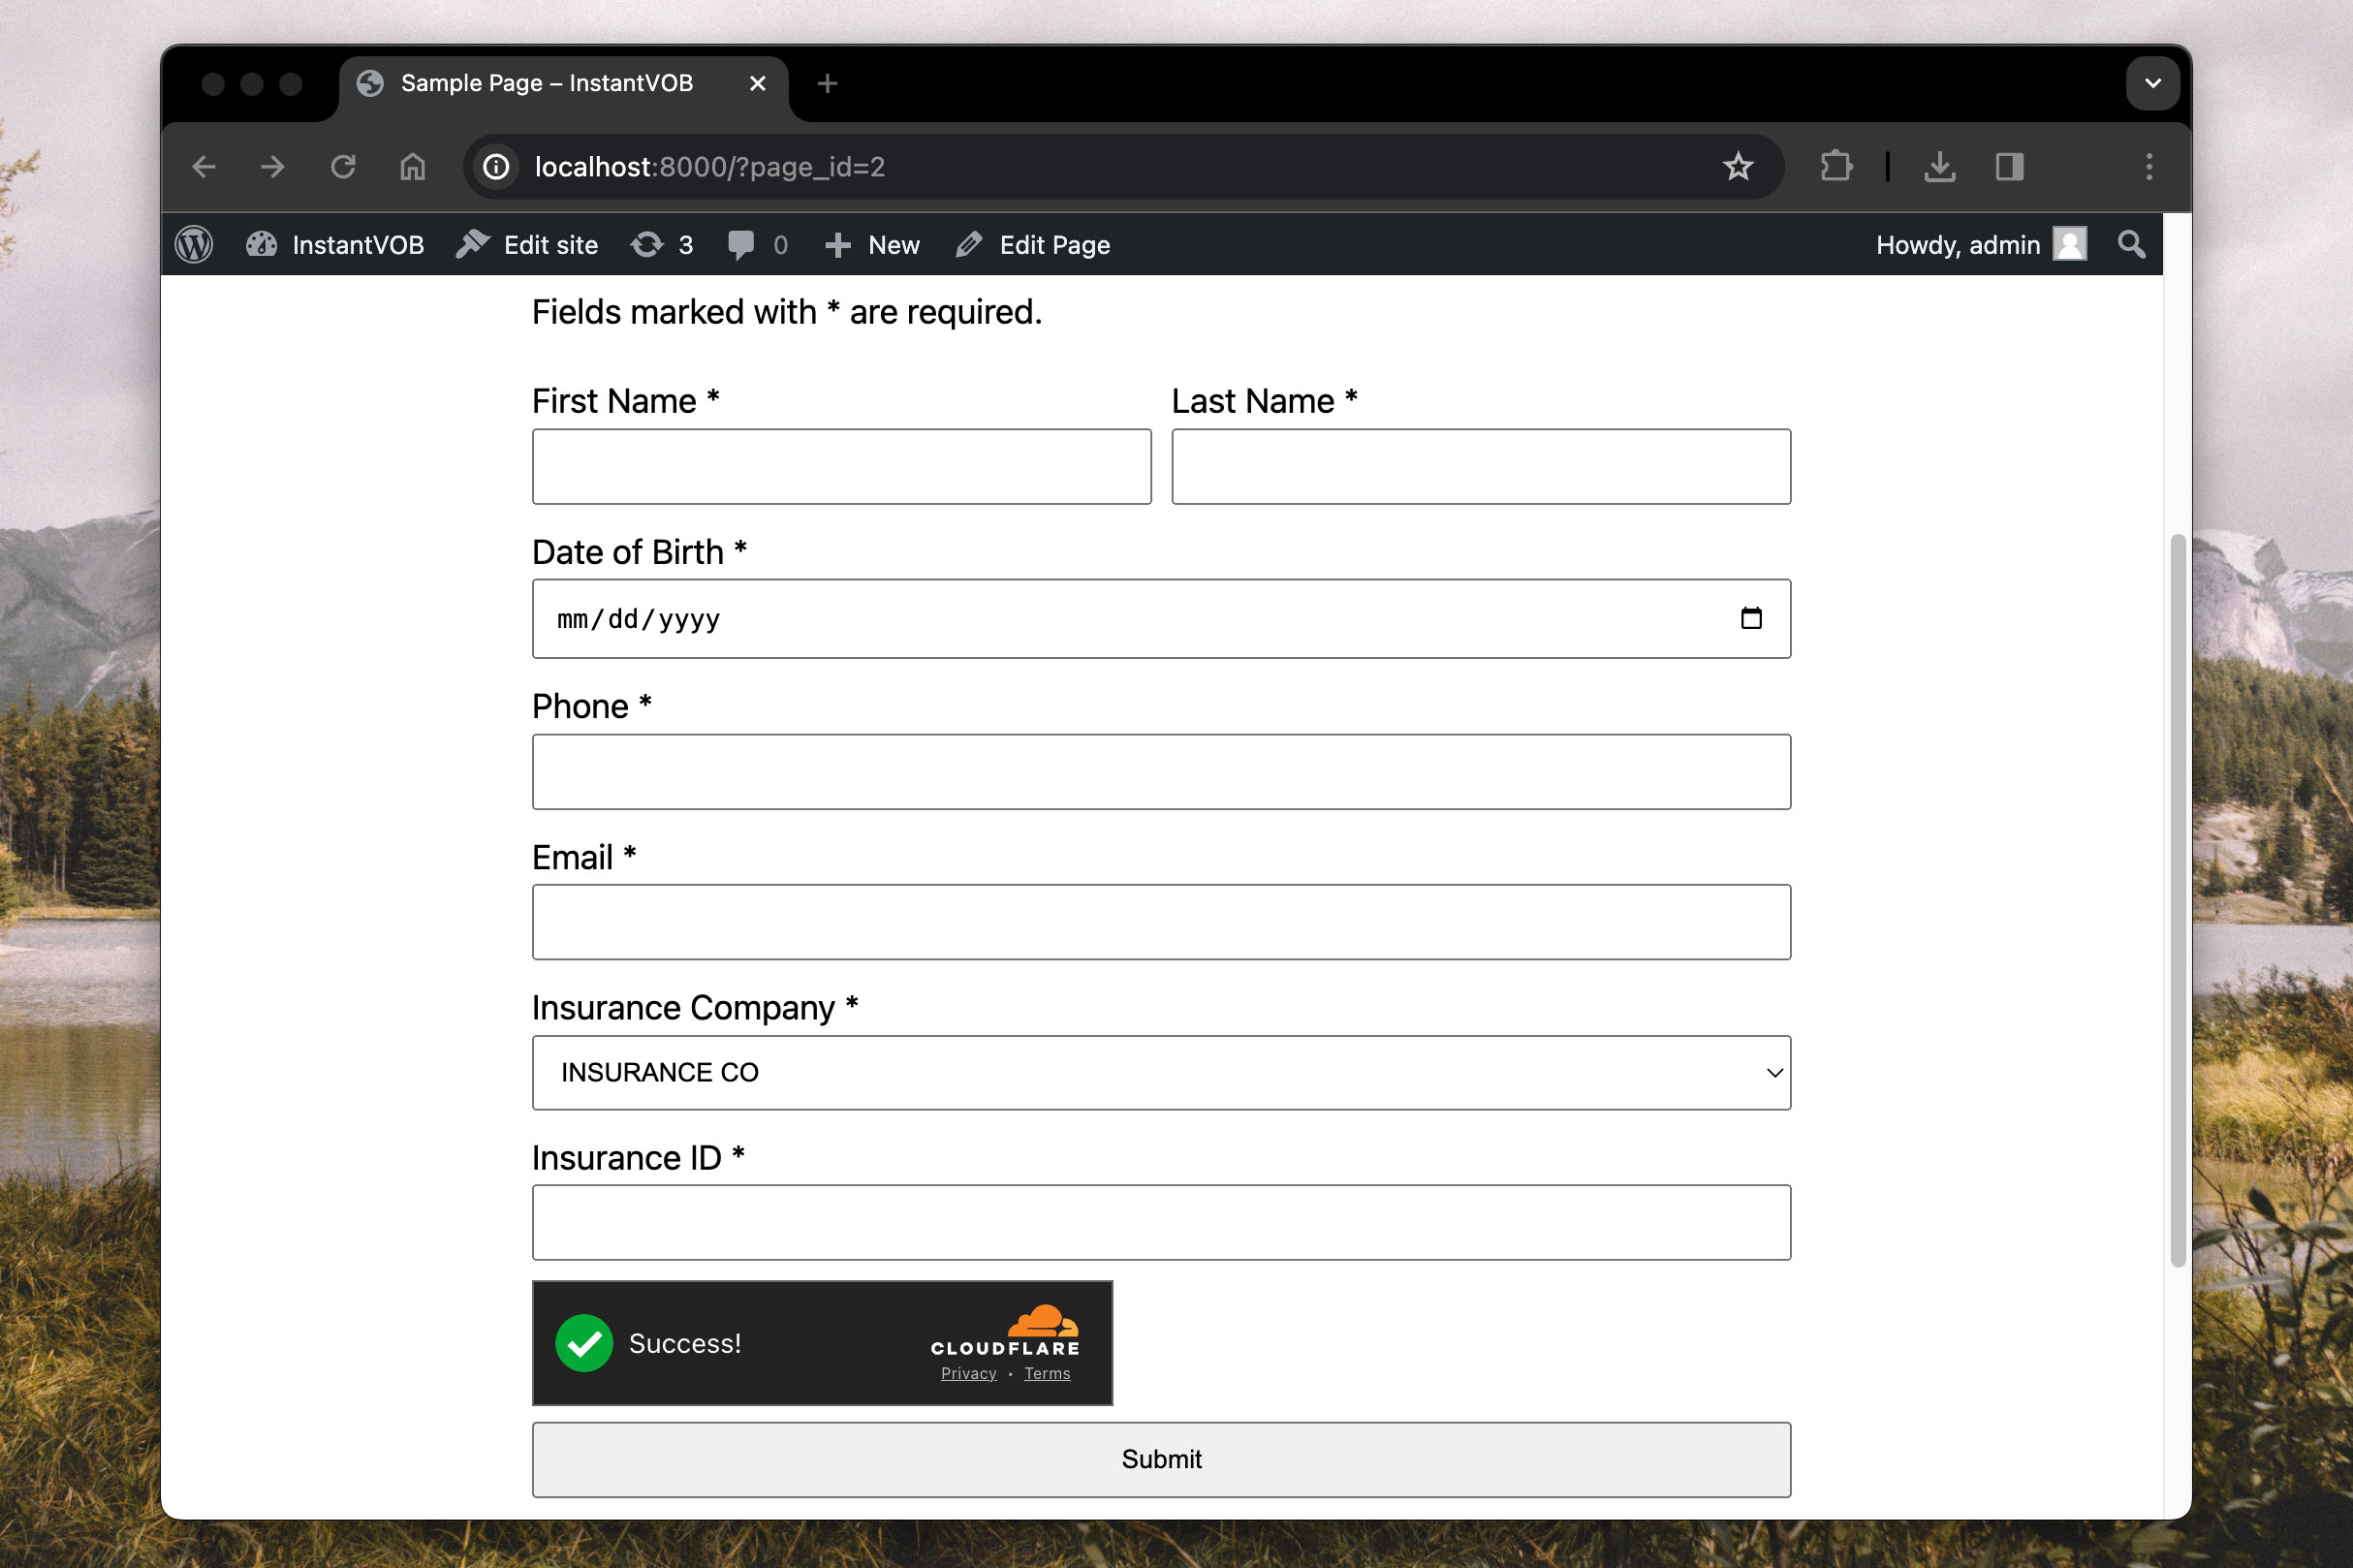 Sample Page – InstantVOB
localhost:8000/?page_id=2
InstantVOB Edit site 3 0 New Edit Page Howdy, admin
Fields marked with * are required.
First Name * Last Name *
Date of Birth *
mm/dd/yyyy
Phone *
Email *
Insurance Company *
INSURANCE CO
Insurance ID *
Success!
CLOUDFLARE
Privacy • Terms
Submit